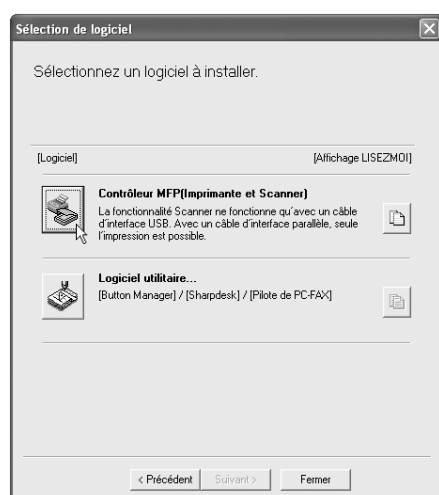 Sélection de logiciel
Sélectionnez un logiciel à installer.
[Logiciel] [Affichage LISEZMOI]
Contrôleur MFP(Imprimante et Scanner)
La fonctionnalité Scanner ne fonctionne qu'avec un câble
d'interface USB. Avec un câble d'interface parallèle, seule
l'impression est possible.
Logiciel utilitaire...
[Button Manager] / [Sharpdesk] / [Pilote de PC-FAX]
< Précédent Suivant > Fermer